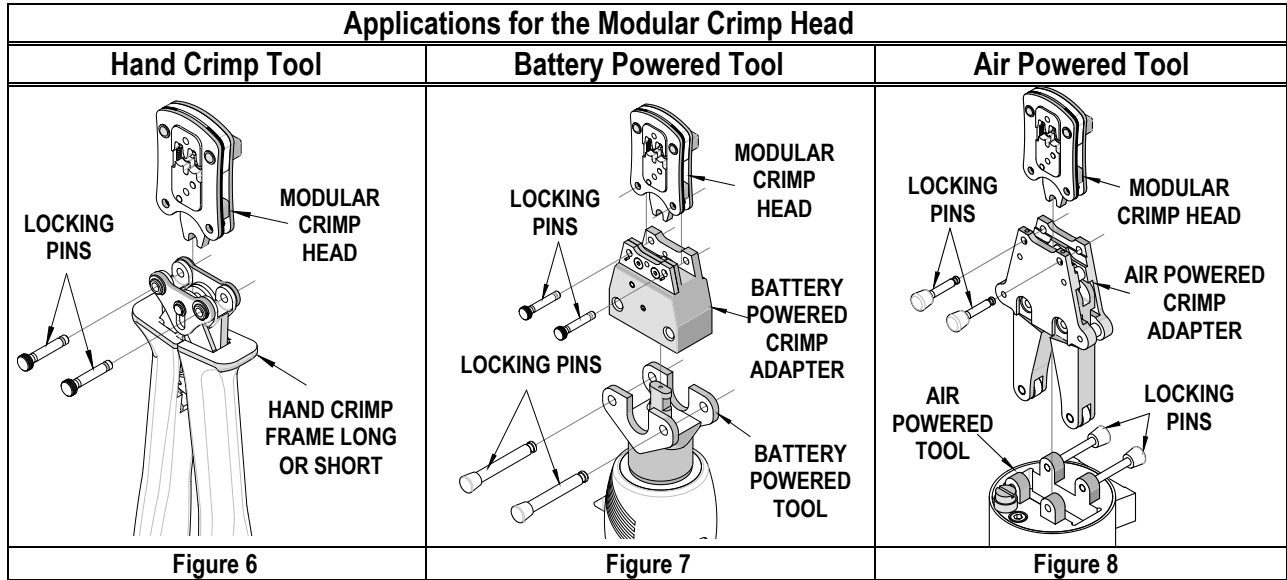 Applications for the Modular Crimp Head
Hand Crimp Tool
Battery Powered Tool
Air Powered Tool
LOCKING
PINS
MODULAR
CRIMP
HEAD
HAND CRIMP
FRAME LONG
OR SHORT
LOCKING
PINS
MODULAR
CRIMP
HEAD
BATTERY
POWERED
CRIMP
ADAPTER
LOCKING PINS
BATTERY
POWERED
TOOL
LOCKING
PINS
MODULAR
CRIMP HEAD
AIR POWERED
CRIMP
ADAPTER
AIR
POWERED
TOOL
LOCKING
PINS
Figure 6
Figure 7
Figure 8